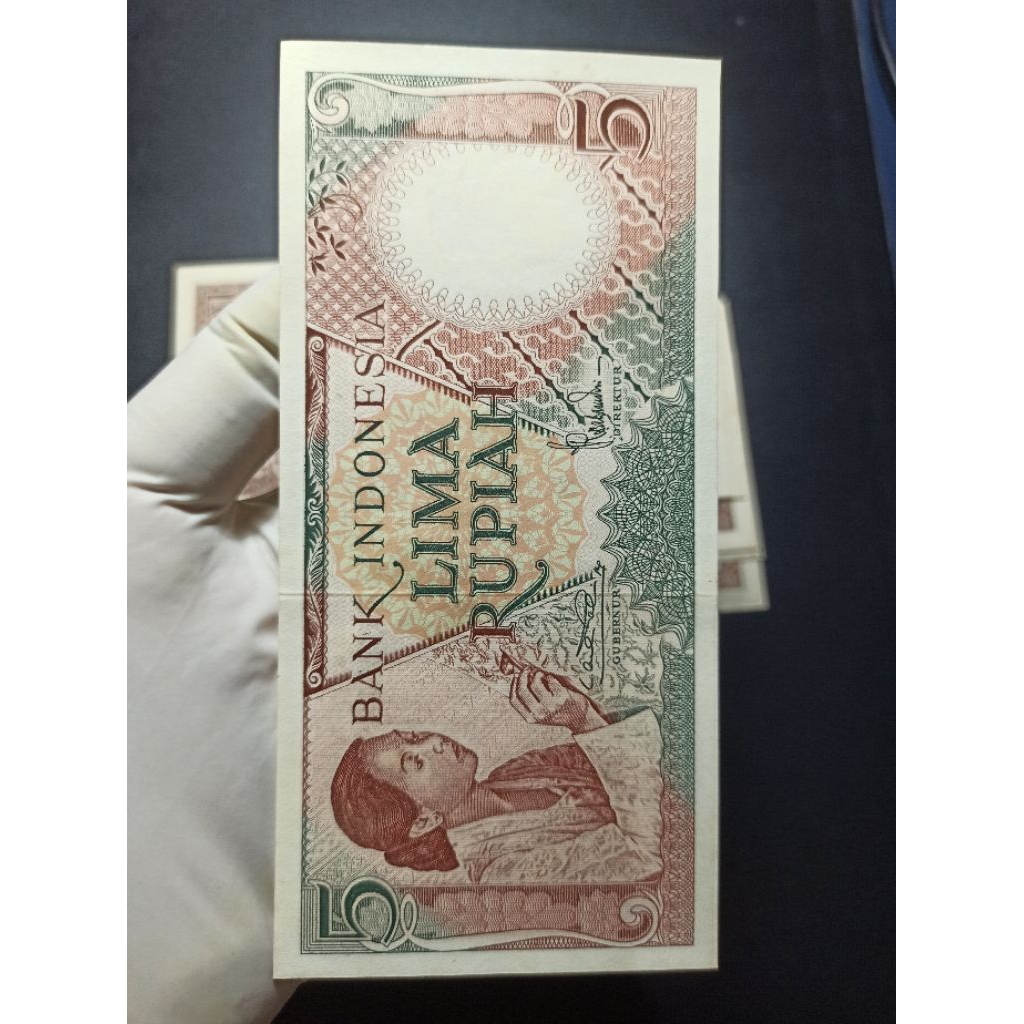 5
BANK INDONESIA
LIMA
RUPIAH
GUBERNUR
DIREKTUR
5